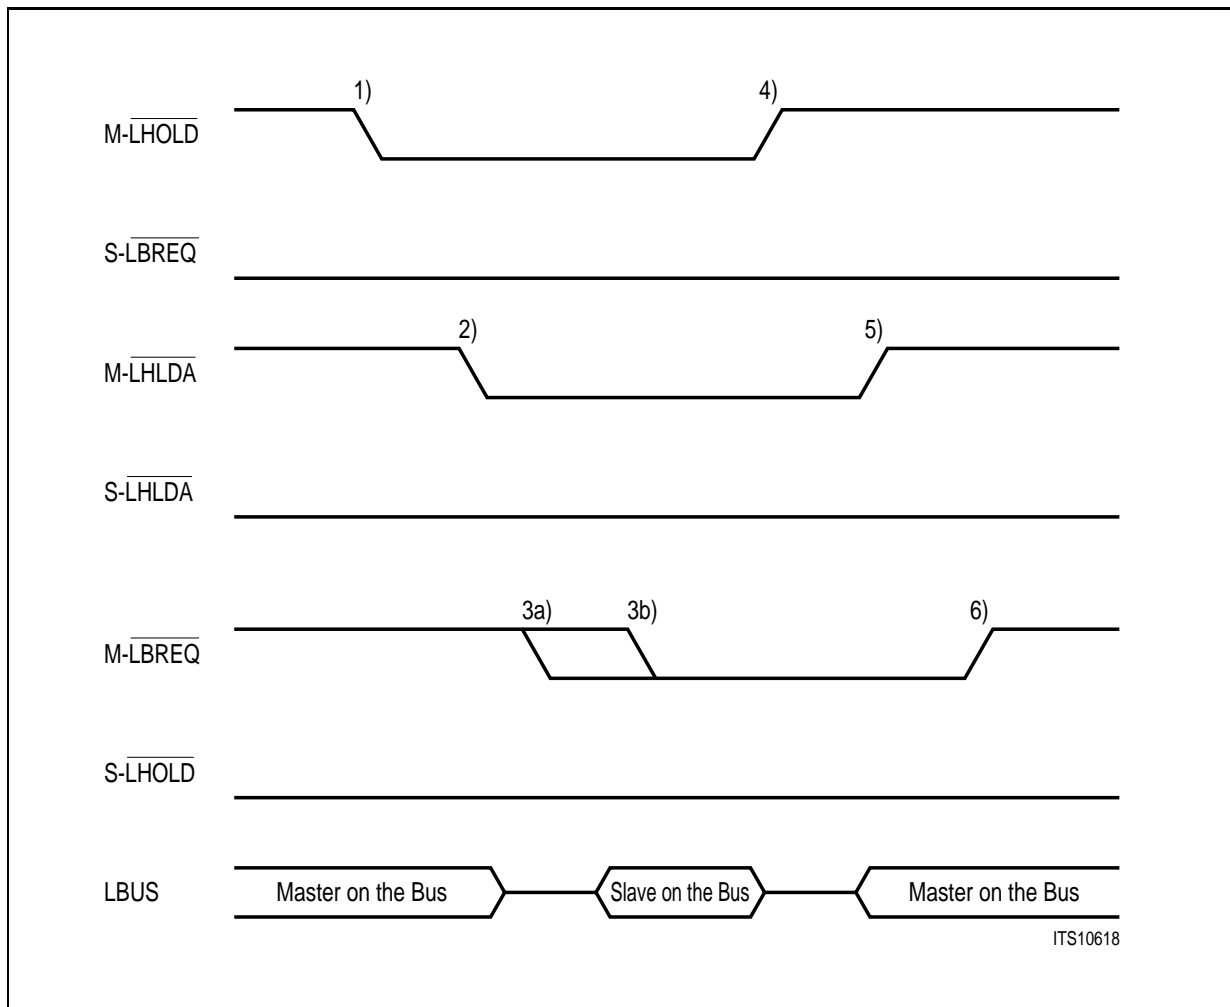 1) 4)
M-LHOLD
S-LBREQ
2) 5)
M-LHLDA
S-LHLDA
3a) 3b) 6)
M-LBREQ
S-LHOLD
LBUS Master on the Bus Slave on the Bus Master on the Bus
ITS10618